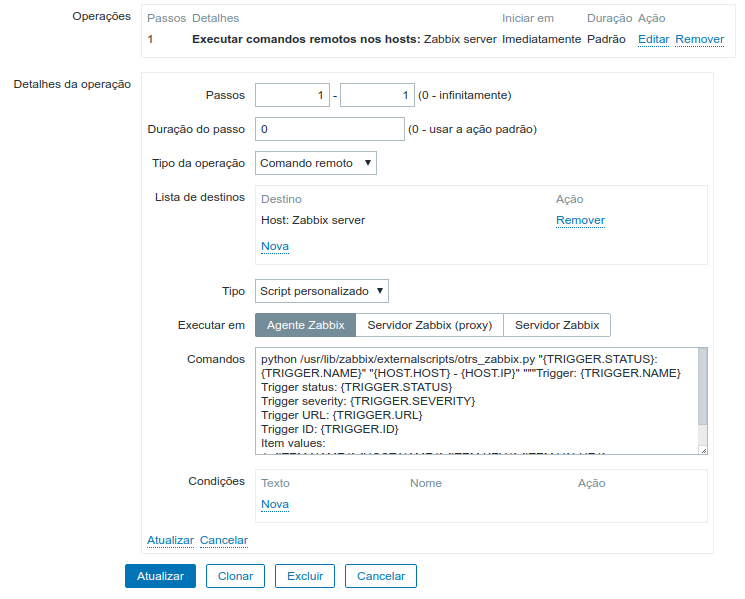 Operações
Passos Detalhes Iniciar em Duração Ação
1 Executar comandos remotos nos hosts: Zabbix server Imediatamente Padrão Editar Remover
Detalhes da operação
Passos 1 - 1 (0 - infinitamente)
Duração do passo 0 (0 - usar a ação padrão)
Tipo da operação Comando remoto
Lista de destinos
Destino Ação
Host: Zabbix server Remover
Nova
Tipo Script personalizado
Executar em Agente Zabbix Servidor Zabbix (proxy) Servidor Zabbix
Comandos
python /usr/lib/zabbix/externalscripts/otrs_zabbix.py "{TRIGGER.STATUS}:
{TRIGGER.NAME}" "{HOST.HOST} - {HOST.IP}" """Trigger: {TRIGGER.NAME}
Trigger status: {TRIGGER.STATUS}
Trigger severity: {TRIGGER.SEVERITY}
Trigger URL: {TRIGGER.URL}
Trigger ID: {TRIGGER.ID}
Item values:
Condições
Texto Nome Ação
Nova
Atualizar Cancelar
Atualizar Clonar Excluir Cancelar